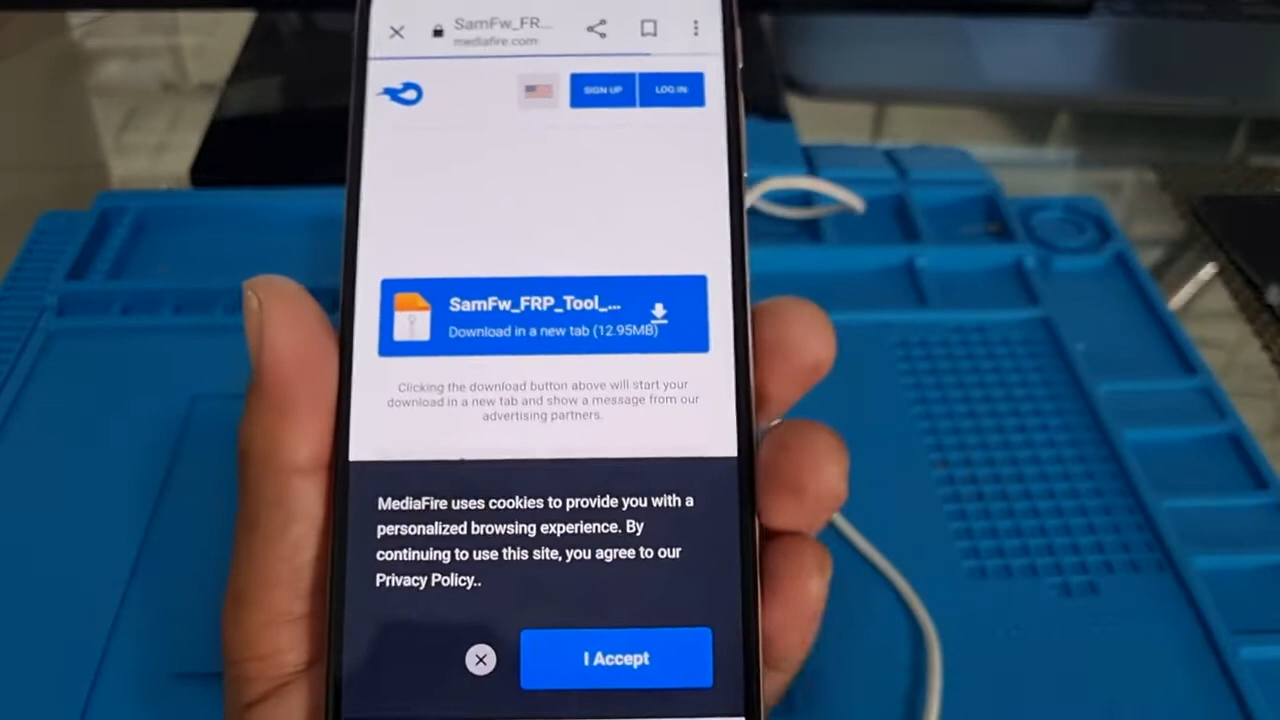 SamFw_FR...
mediafire.com
SIGN UP
LOG IN
SamFw_FRP_Tool_...
Download in a new tab (12.95MB)
Clicking the download button above will start your
download in a new tab and show a message from our
advertising partners.
MediaFire uses cookies to provide you with a
personalized browsing experience. By
continuing to use this site, you agree to our
Privacy Policy..
I Accept